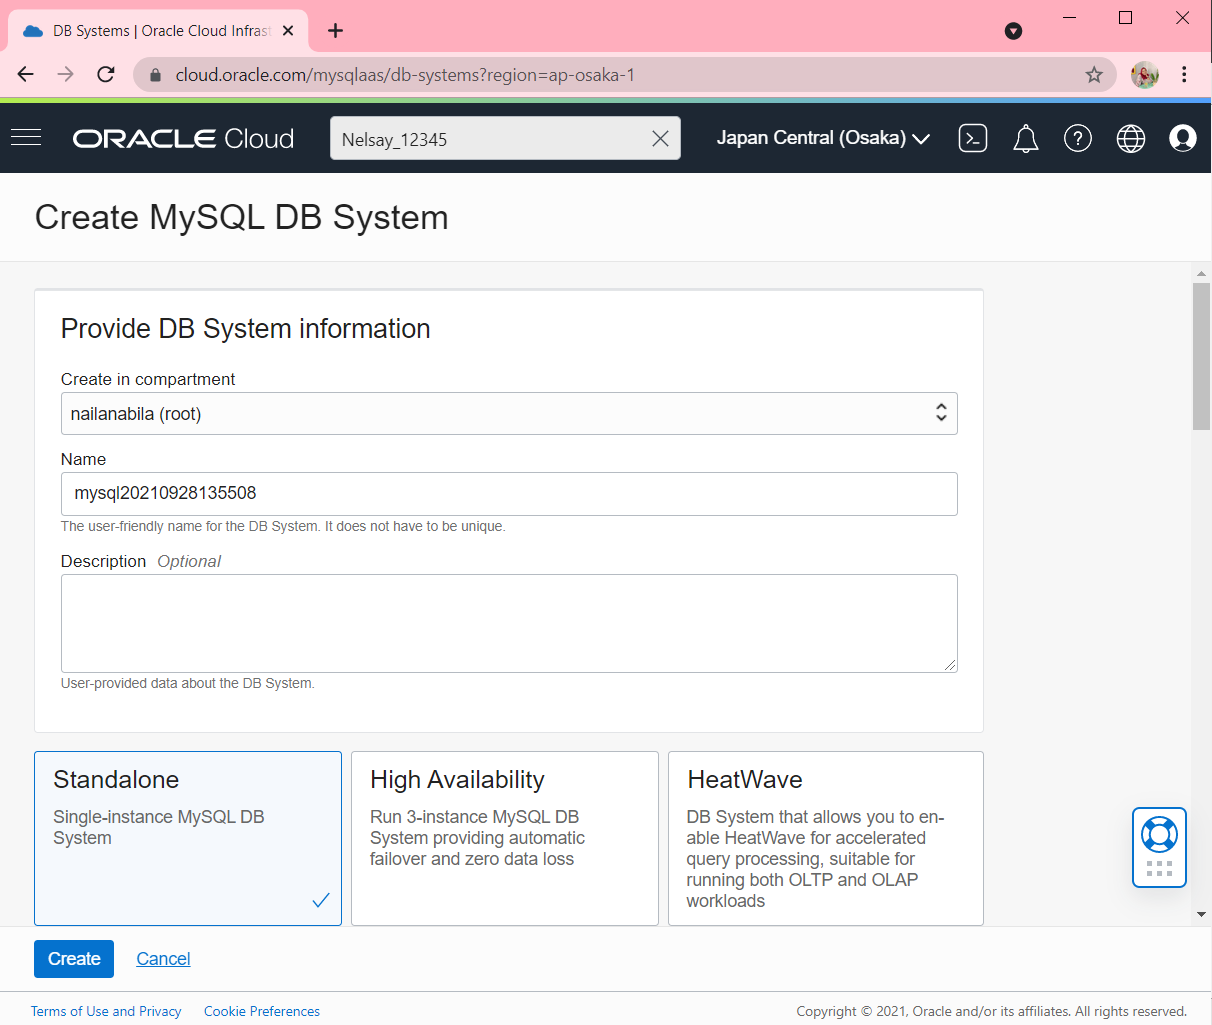 DB Systems | Oracle Cloud Infrast
cloud.oracle.com/mysqlaas/db-systems?region=ap-osaka-1
ORACLE Cloud
Nelsay_12345
Japan Central (Osaka)
Create MySQL DB System
Provide DB System information
Create in compartment
nailanabila (root)
Name
mysql20210928135508
The user-friendly name for the DB System. It does not have to be unique.
Description Optional
User-provided data about the DB System.
Standalone
Single-instance MySQL DB
System
High Availability
Run 3-instance MySQL DB
System providing automatic
failover and zero data loss
HeatWave
DB System that allows you to en-
able HeatWave for accelerated
query processing, suitable for
running both OLTP and OLAP
workloads
Create
Cancel
Terms of Use and Privacy
Cookie Preferences
Copyright © 2021, Oracle and/or its affiliates. All rights reserved.